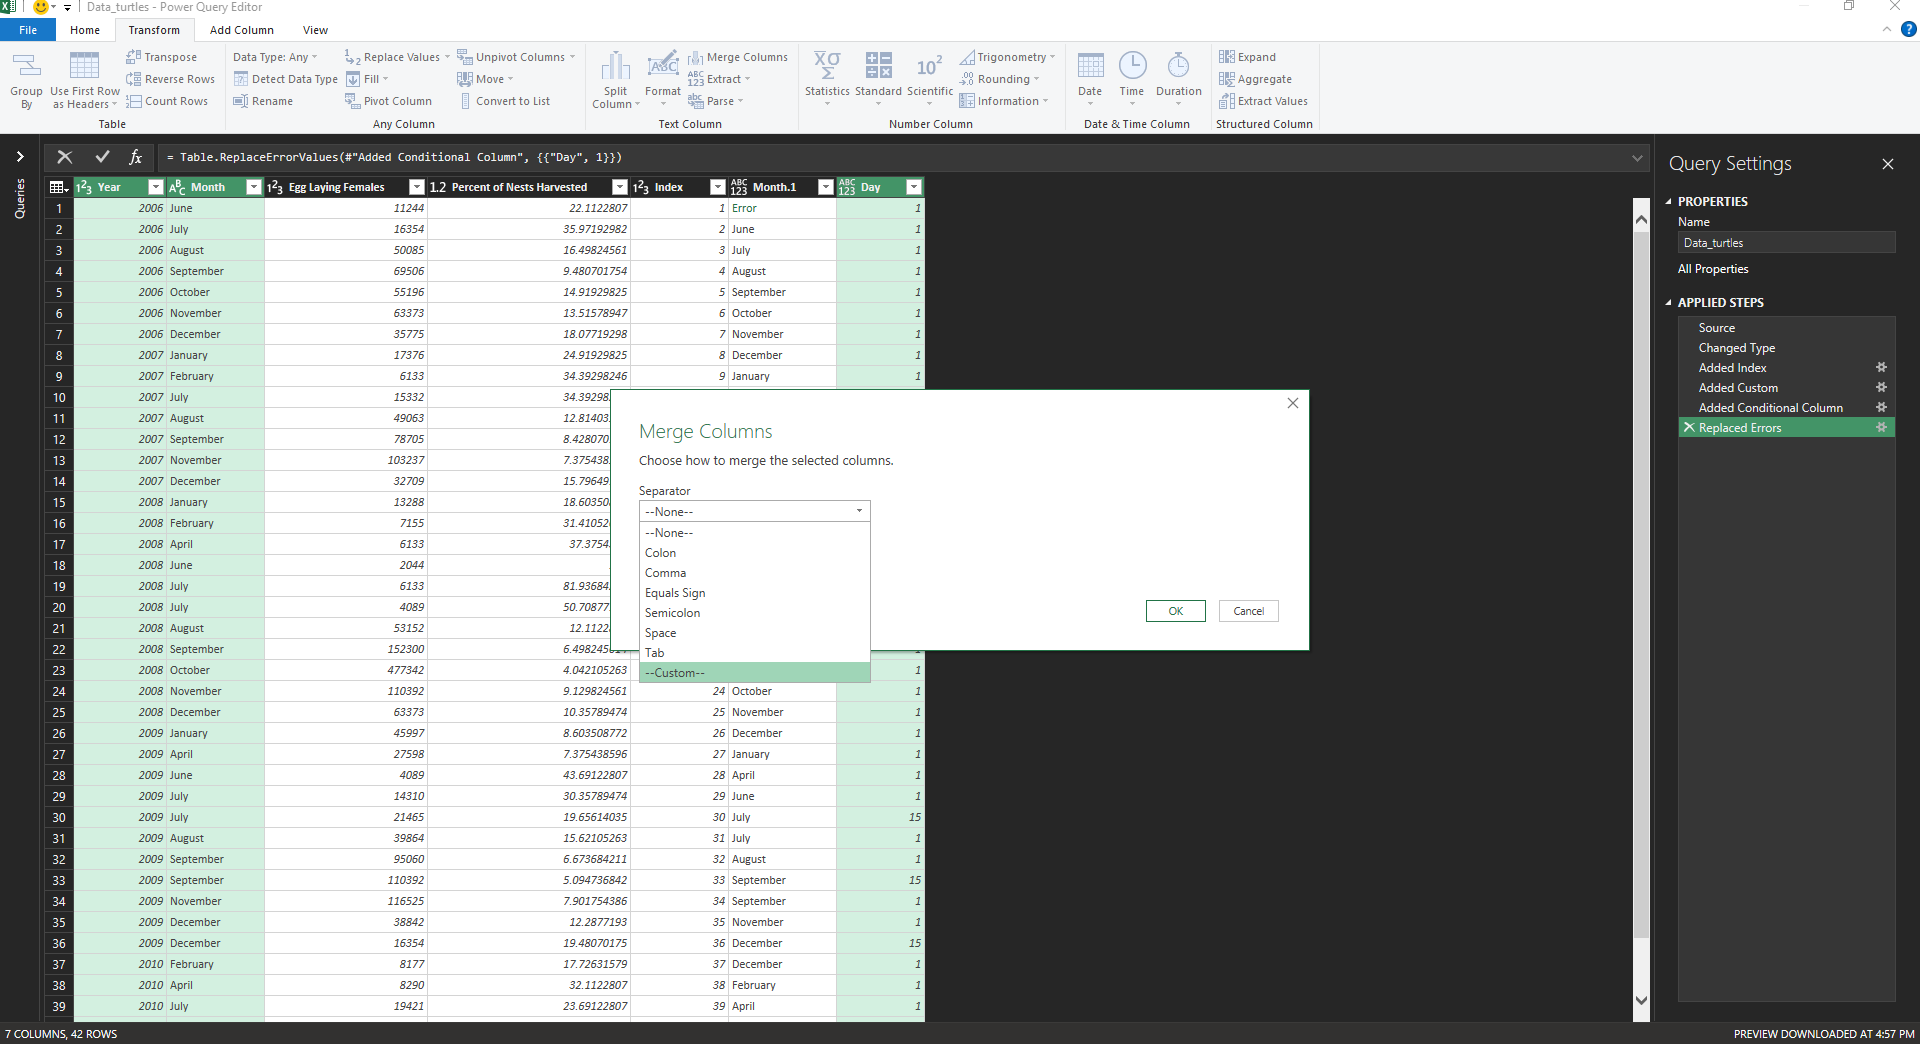 Data_turtles - Power Query Editor
File Home Transform Add Column View
Group By
Use First Row as Headers
Transpose
Reverse Rows
Count Rows
Table
Data Type: Any
Detect Data Type
Rename
Replace Values
Fill
Pivot Column
Unpivot Columns
Move
Convert to List
Any Column
Split Column
Format
Merge Columns
Extract
Parse
Text Column
Statistics
Standard
Scientific
Trigonometry
Rounding
Information
Number Column
Date
Time
Duration
Date & Time Column
Expand
Aggregate
Extract Values
Structured Column
Queries
fx = Table.ReplaceErrorValues(#"Added Conditional Column", {{"Day", 1}})
Year Month Egg Laying Females 1.2 Percent of Nests Harvested Index Month.1 Day
1 2006 June 11244 22.1122807 1 Error 1
2 2006 July 16354 35.97192982 2 June 1
3 2006 August 50085 16.49824561 3 July 1
4 2006 September 69506 9.480701754 4 August 1
5 2006 October 55196 14.91929825 5 September 1
6 2006 November 63373 13.51578947 6 October 1
7 2006 December 35775 18.07719298 7 November 1
8 2007 January 17376 24.91929825 8 December 1
9 2007 February 6133 34.39298246 9 January 1
10 2007 July 15332 34.3929
11 2007 August 49063 12.81403
12 2007 September 78705 8.42807
13 2007 November 103237 7.375438
14 2007 December 32709 15.79649
15 2008 January 13288 18.60350
16 2008 February 7155 31.41052
17 2008 April 6133 37.3754
18 2008 June 2044
19 2008 July 6133 81.93684
20 2008 July 4089 50.70877
21 2008 August 53152 12.1122
22 2008 September 152300 6.498245614 1
23 2008 October 477342 4.042105263 1
24 2008 November 110392 9.129824561 24 October 1
25 2008 December 63373 10.35789474 25 November 1
26 2009 January 45997 8.603508772 26 December 1
27 2009 April 27598 7.375438596 27 January 1
28 2009 June 4089 43.69122807 28 April 1
29 2009 July 14310 30.35789474 29 June 1
30 2009 July 21465 19.65614035 30 July 15
31 2009 August 39864 15.62105263 31 July 1
32 2009 September 95060 6.673684211 32 August 1
33 2009 September 110392 5.094736842 33 September 15
34 2009 November 116525 7.901754386 34 September 1
35 2009 December 38842 12.2877193 35 November 1
36 2009 December 16354 19.48070175 36 December 15
37 2010 February 8177 17.72631579 37 December 1
38 2010 April 8290 32.1122807 38 February 1
39 2010 July 19421 23.69122807 39 April 1
Merge Columns
Choose how to merge the selected columns.
Separator
--None--
--None--
Colon
Comma
Equals Sign
Semicolon
Space
Tab
--Custom--
OK Cancel
Query Settings
PROPERTIES
Name
Data_turtles
All Properties
APPLIED STEPS
Source
Changed Type
Added Index
Added Custom
Added Conditional Column
Replaced Errors
7 COLUMNS, 42 ROWS
PREVIEW DOWNLOADED AT 4:57 PM